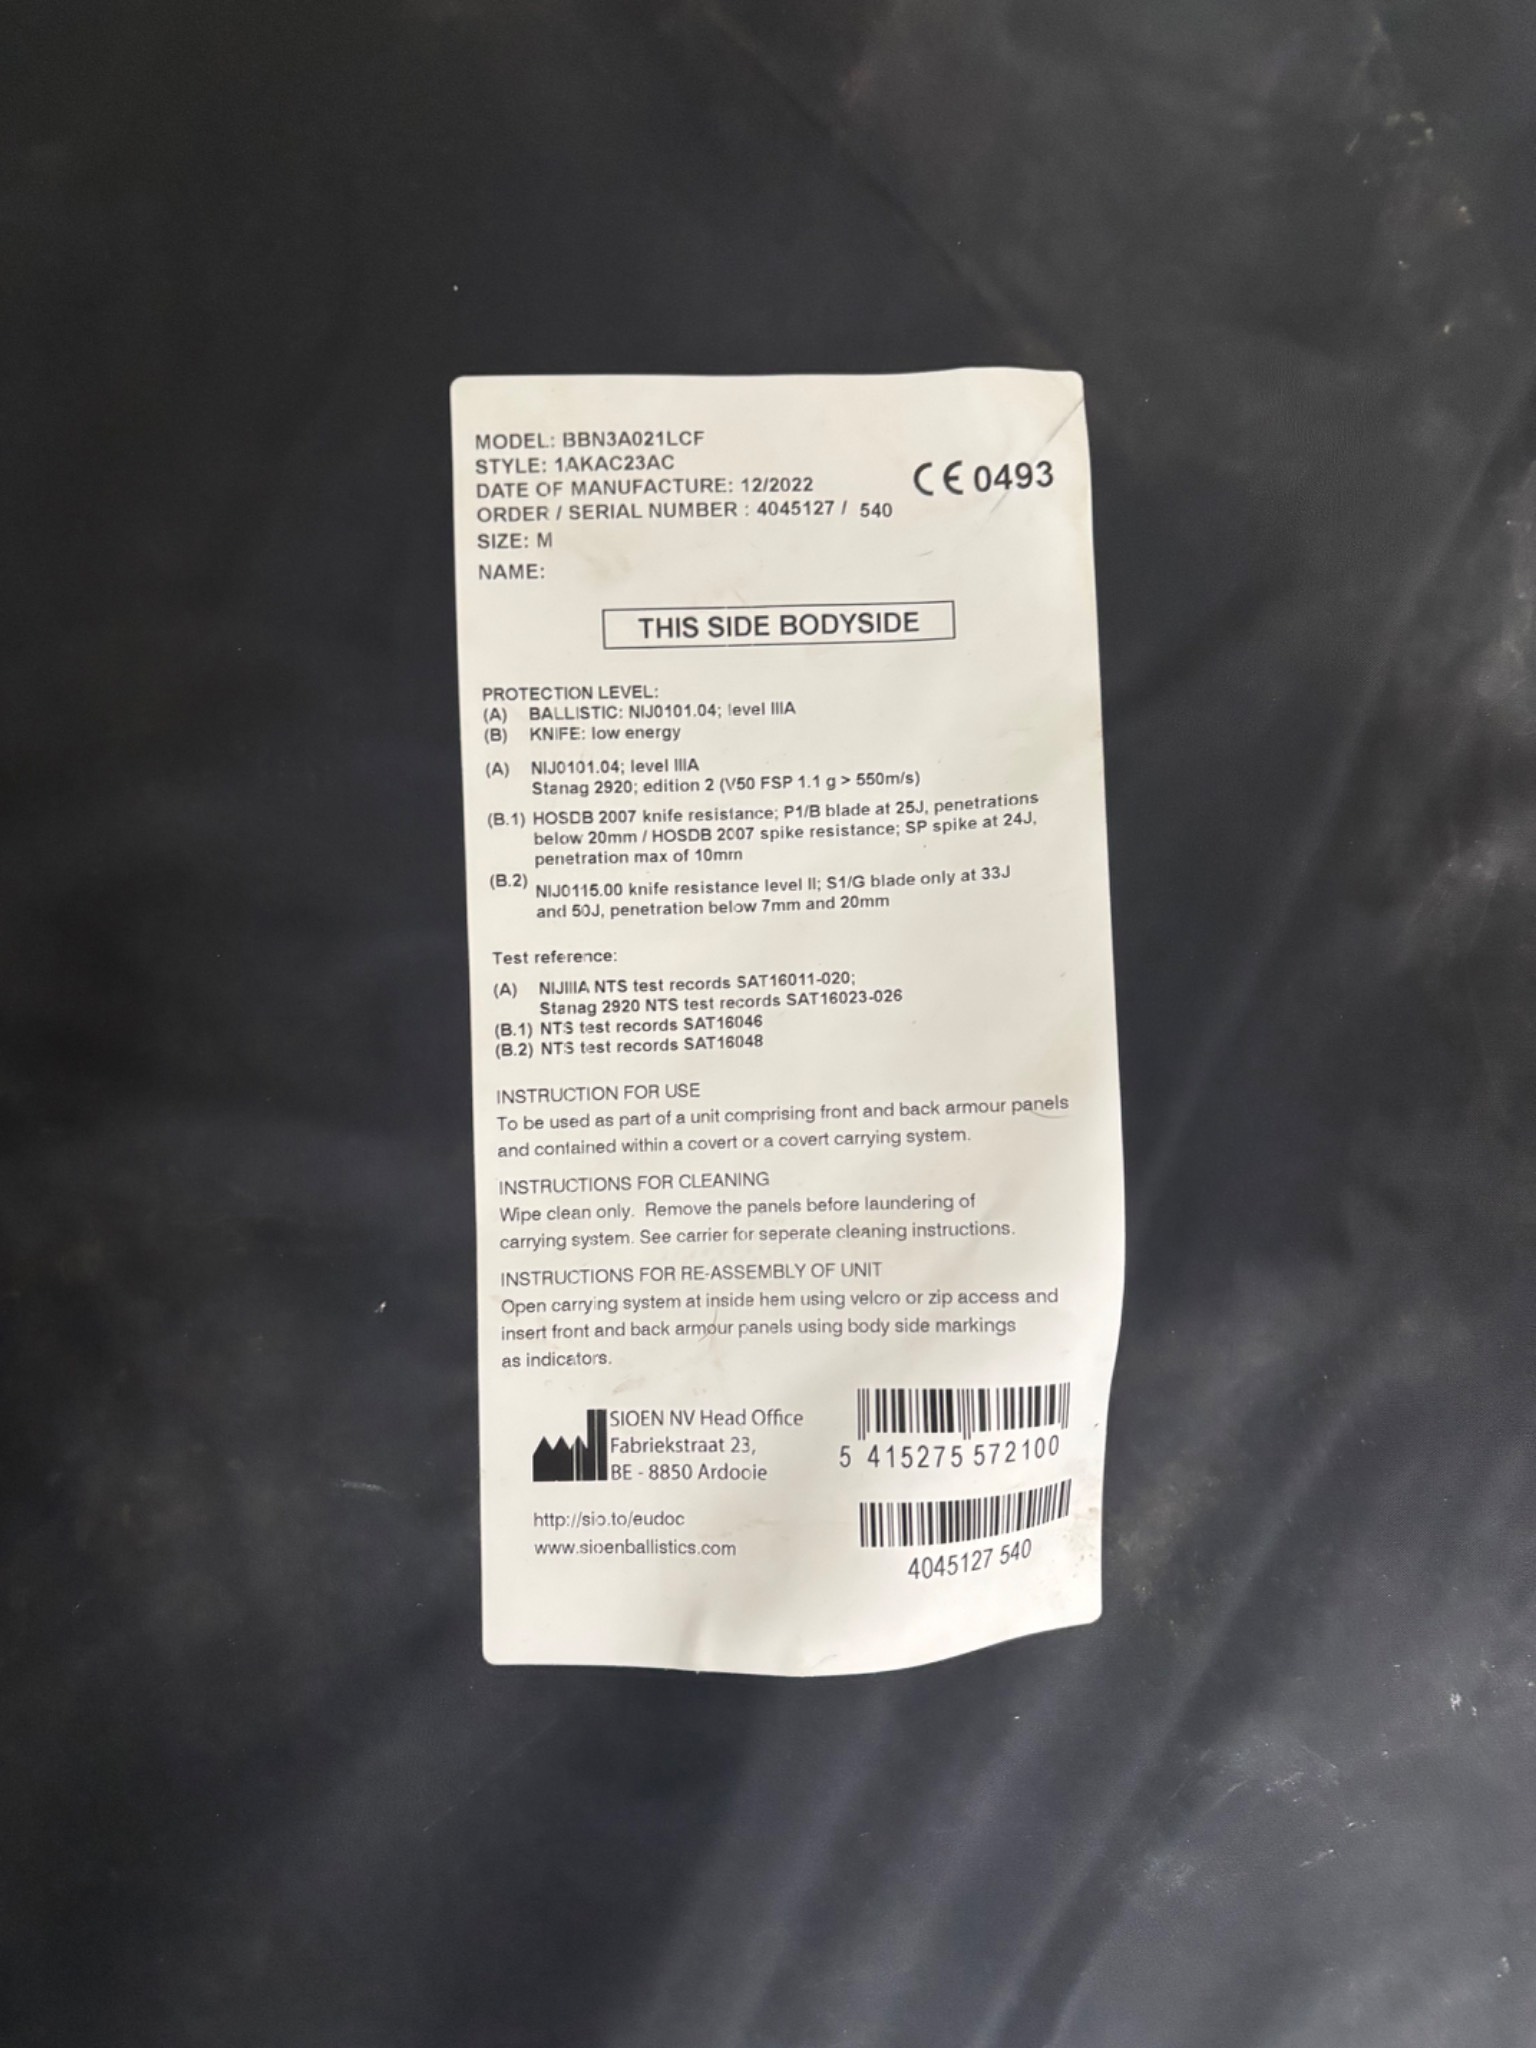 MODEL: BBN3A021LCF
STYLE: 1AKAC23AC
DATE OF MANUFACTURE: 12/2022
CE 0493
ORDER / SERIAL NUMBER : 4045127 / 540
SIZE: M
NAME:
THIS SIDE BODYSIDE
PROTECTION LEVEL:
(A) BALLISTIC: NIJ0101.04; level IIIA
(B) KNIFE: low energy
(A) NIJ0101.04; level IIIA
Stanag 2920; edition 2 (V50 FSP 1.1 g > 550m/s)
(B.1) HOSDB 2007 knife resistance; P1/B blade at 25J, penetrations
below 20mm / HOSDB 2007 spike resistance; SP spike at 24J,
penetration max of 10mm
(B.2) NIJ0115.00 knife resistance level II; S1/G blade only at 33J
and 50J, penetration below 7mm and 20mm
Test reference:
(A) NIJIIIA NTS test records SAT16011-020;
Stanag 2920 NTS test records SAT16023-026
(B.1) NTS test records SAT16046
(B.2) NTS test records SAT16048
INSTRUCTION FOR USE
To be used as part of a unit comprising front and back armour panels
and contained within a covert or a covert carrying system.
INSTRUCTIONS FOR CLEANING
Wipe clean only. Remove the panels before laundering of
carrying system. See carrier for seperate cleaning instructions.
INSTRUCTIONS FOR RE-ASSEMBLY OF UNIT
Open carrying system at inside hem using velcro or zip access and
insert front and back armour panels using body side markings
as indicators.
SIOEN NV Head Office
Fabriekstraat 23,
BE - 8850 Ardooie
5 415275 572100
http://sio.to/eudoc
www.sioenballistics.com
4045127 540